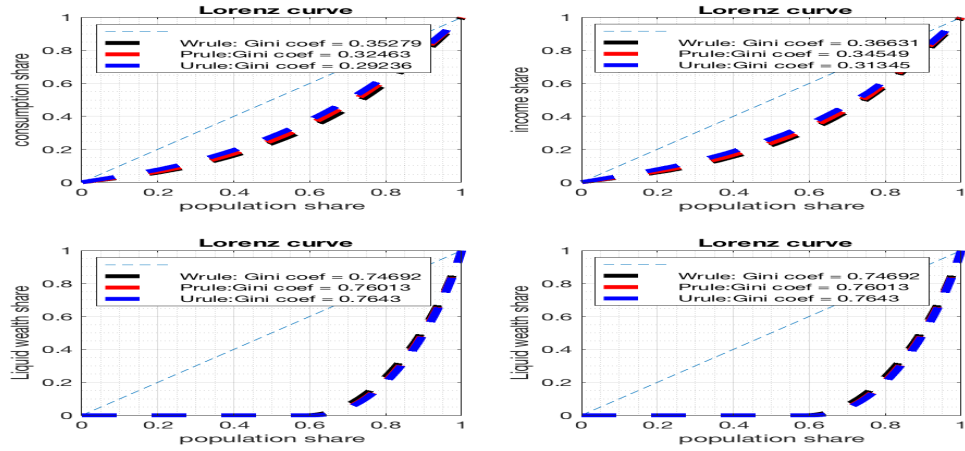 Lorenz curve
1
0.8
0.6
0.4
0.2
0
consumption share
Wrule: Gini coef = 0.35279
Prule:Gini coef = 0.32463
Urule:Gini coef = 0.29236
0 0.2 0.4 0.6 0.8 1
population share
Lorenz curve
1
0.8
0.6
0.4
0.2
0
income share
Wrule: Gini coef = 0.36631
Prule:Gini coef = 0.34549
Urule:Gini coef = 0.31345
0 0.2 0.4 0.6 0.8 1
population share
Lorenz curve
1
0.8
0.6
0.4
0.2
0
Liquid wealth share
Wrule: Gini coef = 0.74692
Prule:Gini coef = 0.76013
Urule:Gini coef = 0.7643
0 0.2 0.4 0.6 0.8 1
population share
Lorenz curve
1
0.8
0.6
0.4
0.2
0
Liquid wealth share
Wrule: Gini coef = 0.74692
Prule:Gini coef = 0.76013
Urule:Gini coef = 0.7643
0 0.2 0.4 0.6 0.8 1
population share